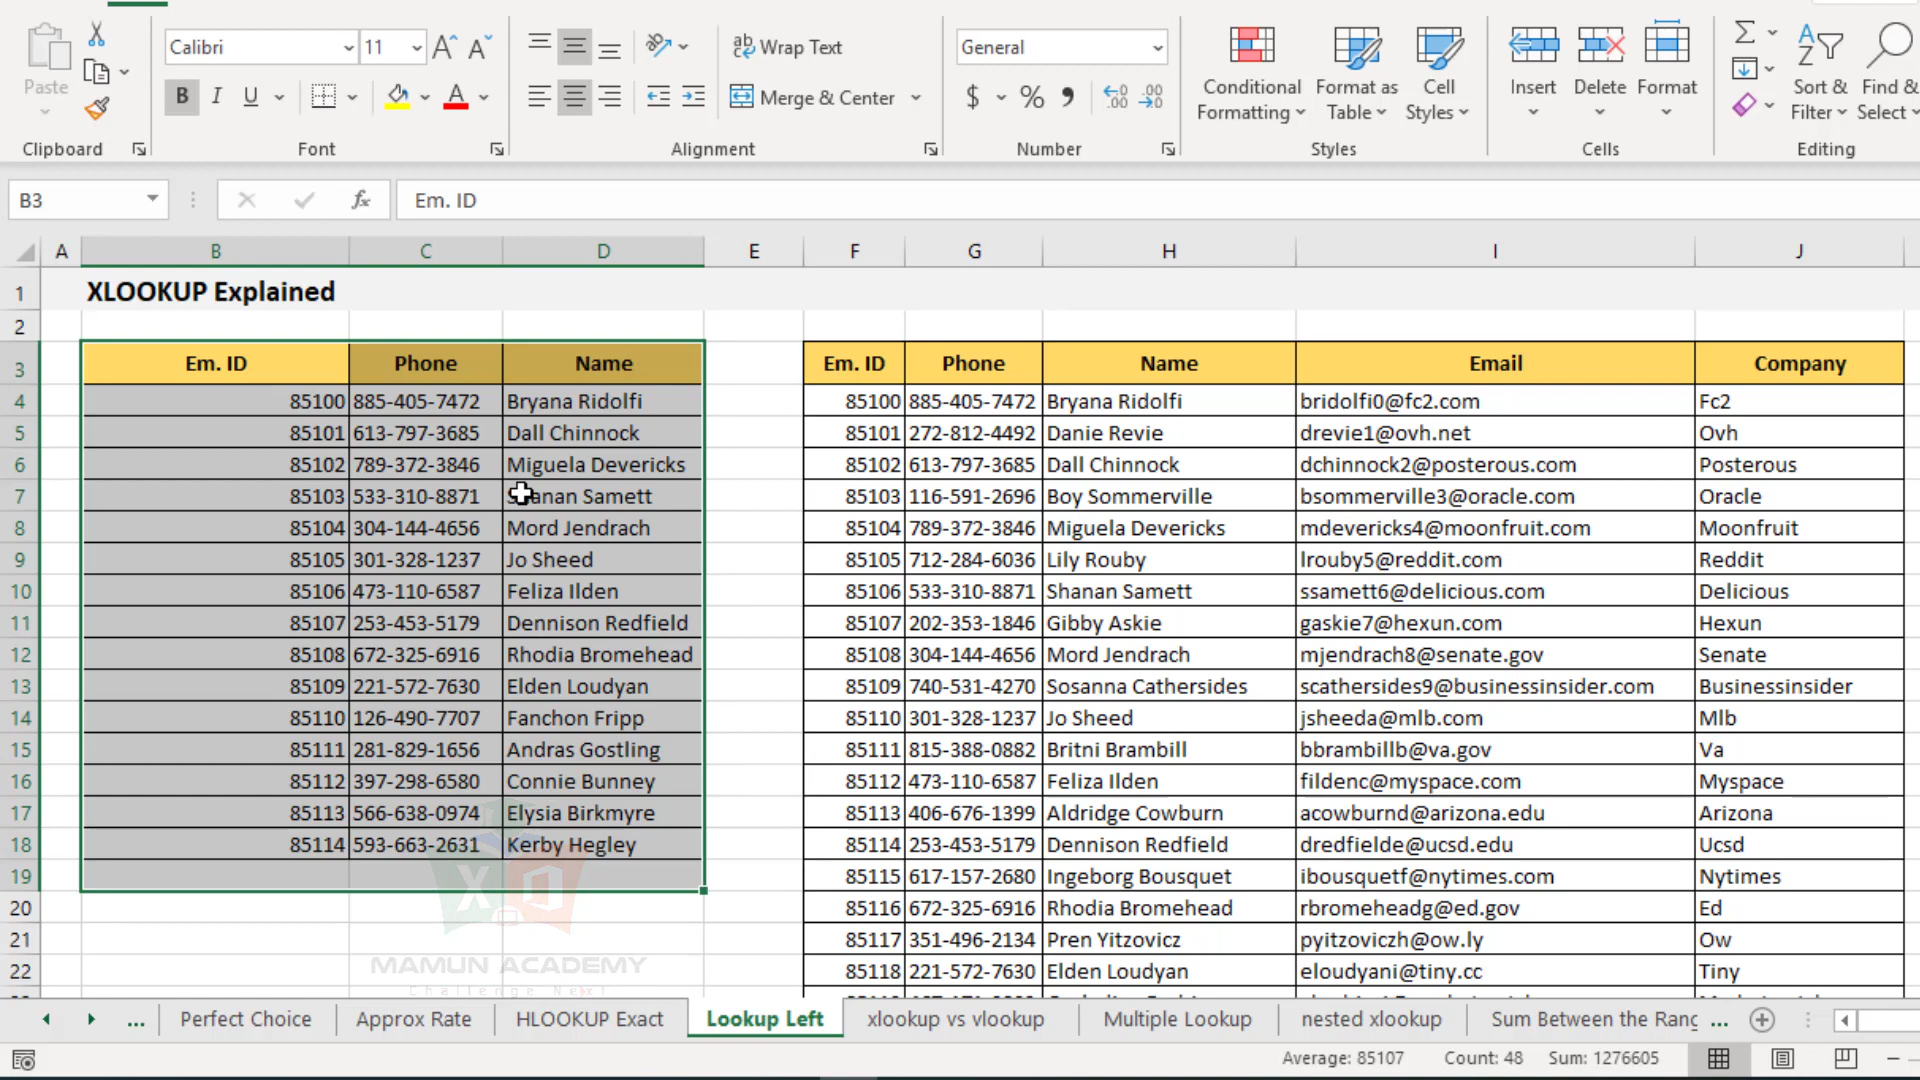 Paste
Clipboard
Calibri 11
B I U A
Font
ab Wrap Text
Merge & Center
Alignment
General
$ % 9 .00 .00
Number
Conditional Formatting
Format as Table
Cell Styles
Styles
Insert Delete Format
Cells
Sort & Filter
Find & Select
Editing
B3 fx Em. ID
A B C D E F G H I J
1 XLOOKUP Explained
2
3 Em. ID Phone Name Em. ID Phone Name Email Company
4 85100 885-405-7472 Bryana Ridolfi 85100 885-405-7472 Bryana Ridolfi bridolfi0@fc2.com Fc2
5 85101 613-797-3685 Dall Chinnock 85101 272-812-4492 Danie Revie drevie1@ovh.net Ovh
6 85102 789-372-3846 Miguela Devericks 85102 613-797-3685 Dall Chinnock dchinnock2@posterous.com Posterous
7 85103 533-310-8871 Shanan Samett 85103 116-591-2696 Boy Sommerville bsommerville3@oracle.com Oracle
8 85104 304-144-4656 Mord Jendrach 85104 789-372-3846 Miguela Devericks mdevericks4@moonfruit.com Moonfruit
9 85105 301-328-1237 Jo Sheed 85105 712-284-6036 Lily Rouby lrouby5@reddit.com Reddit
10 85106 473-110-6587 Feliza Ilden 85106 533-310-8871 Shanan Samett ssamett6@delicious.com Delicious
11 85107 253-453-5179 Dennison Redfield 85107 202-353-1846 Gibby Askie gaskie7@hexun.com Hexun
12 85108 672-325-6916 Rhodia Bromehead 85108 304-144-4656 Mord Jendrach mjendrach8@senate.gov Senate
13 85109 221-572-7630 Elden Loudyan 85109 740-531-4270 Sosanna Cathersides scathersides9@businessinsider.com Businessinsider
14 85110 126-490-7707 Fanchon Fripp 85110 301-328-1237 Jo Sheed jsheeda@mlb.com Mlb
15 85111 281-829-1656 Andras Gostling 85111 815-388-0882 Britni Brambill bbrambillb@va.gov Va
16 85112 397-298-6580 Connie Bunney 85112 473-110-6587 Feliza Ilden fildenc@myspace.com Myspace
17 85113 566-638-0974 Elysia Birkmyre 85113 406-676-1399 Aldridge Cowburn acowburnd@arizona.edu Arizona
18 85114 593-663-2631 Kerby Hegley 85114 253-453-5179 Dennison Redfield dredfielde@ucsd.edu Ucsd
19 85115 617-157-2680 Ingeborg Bousquet ibousquetf@nytimes.com Nytimes
20 85116 672-325-6916 Rhodia Bromehead rbromeheadg@ed.gov Ed
21 85117 351-496-2134 Pren Yitzovicz pyitzoviczh@ow.ly Ow
22 85118 221-572-7630 Elden Loudyan eloudyani@tiny.cc Tiny
MAMUN ACADEMY
Challenge Next
... Perfect Choice Approx Rate HLOOKUP Exact Lookup Left xlookup vs vlookup Multiple Lookup nested xlookup Sum Between the Rang ...
Average: 85107 Count: 48 Sum: 1276605